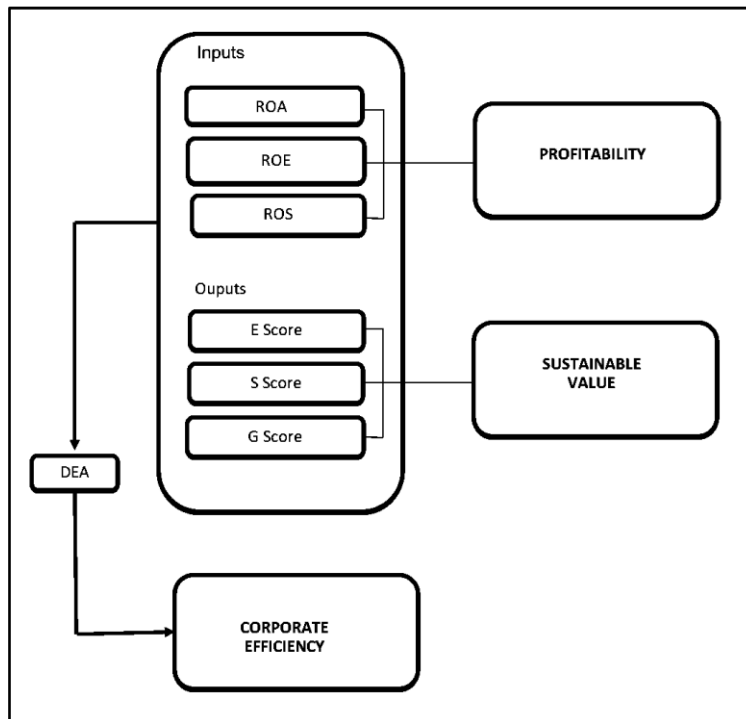 Inputs
ROA
ROE
ROS
PROFITABILITY
Ouputs
E Score
S Score
G Score
SUSTAINABLE
VALUE
DEA
CORPORATE
EFFICIENCY